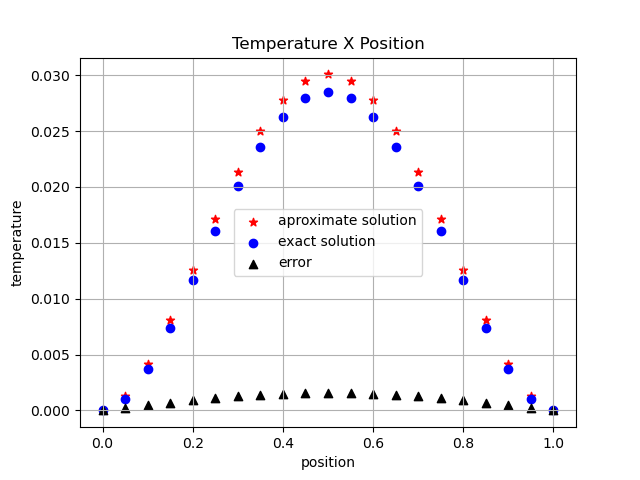 Temperature X Position
0.030
0.025
0.020
0.015
0.010
0.005
0.000
temperature
aproximate solution
exact solution
error
0.0 0.2 0.4 0.6 0.8 1.0
position